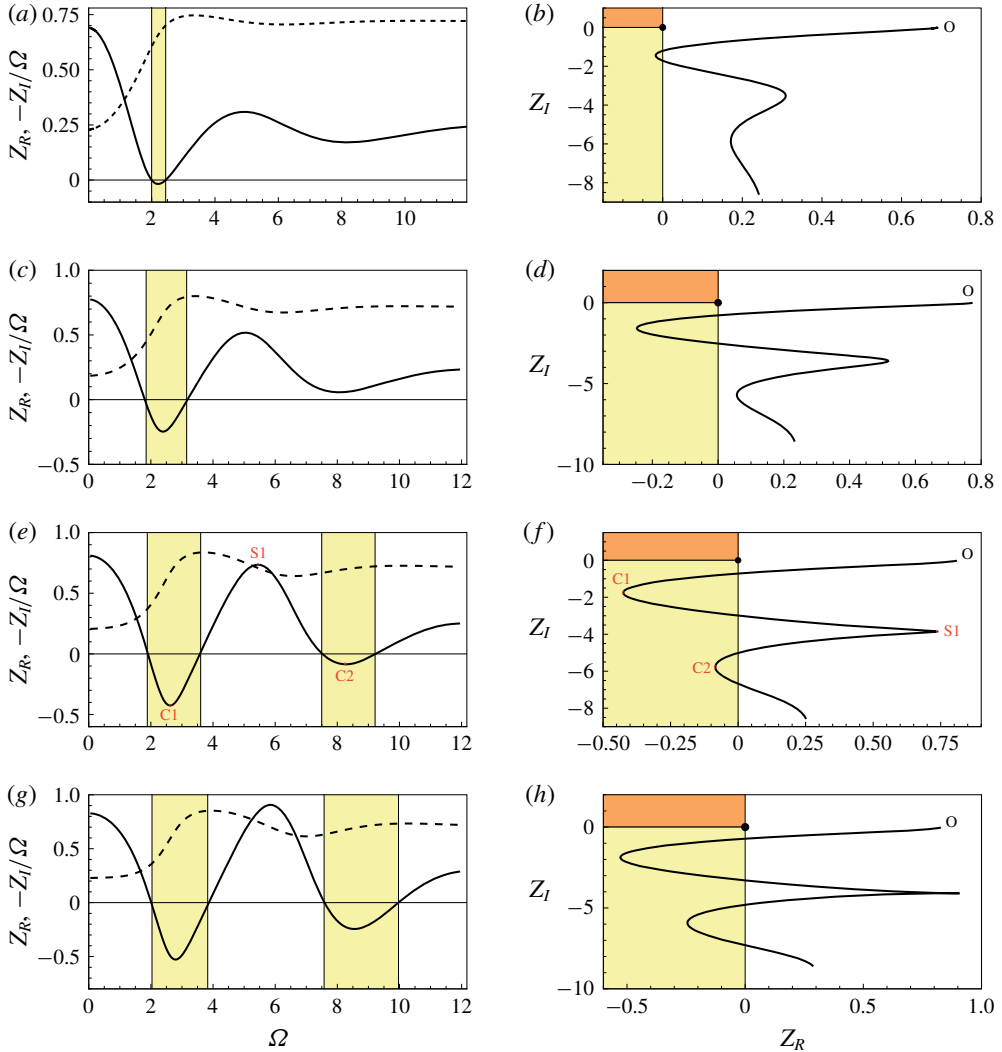 (a)
0.75
0.50
0.25
0
Z_R, −Z_I/Ω
2 4 6 8 10
(b)
0
−2
−4
−6
−8
Z_I
O
0 0.2 0.4 0.6 0.8
(c)
1.0
0.5
0
−0.5
Z_R, −Z_I/Ω
0 2 4 6 8 10 12
(d)
0
−5
−10
Z_I
O
−0.2 0 0.2 0.4 0.6 0.8
(e)
1.0
0.5
0
−0.5
Z_R, −Z_I/Ω
S1
C1
C2
0 2 4 6 8 10 12
(f)
0
−2
−4
−6
−8
Z_I
O
C1
S1
C2
−0.50 −0.25 0 0.25 0.50 0.75
(g)
1.0
0.5
0
−0.5
Z_R, −Z_I/Ω
0 2 4 6 8 10 12
Ω
(h)
0
−5
−10
Z_I
O
−0.5 0 0.5 1.0
Z_R